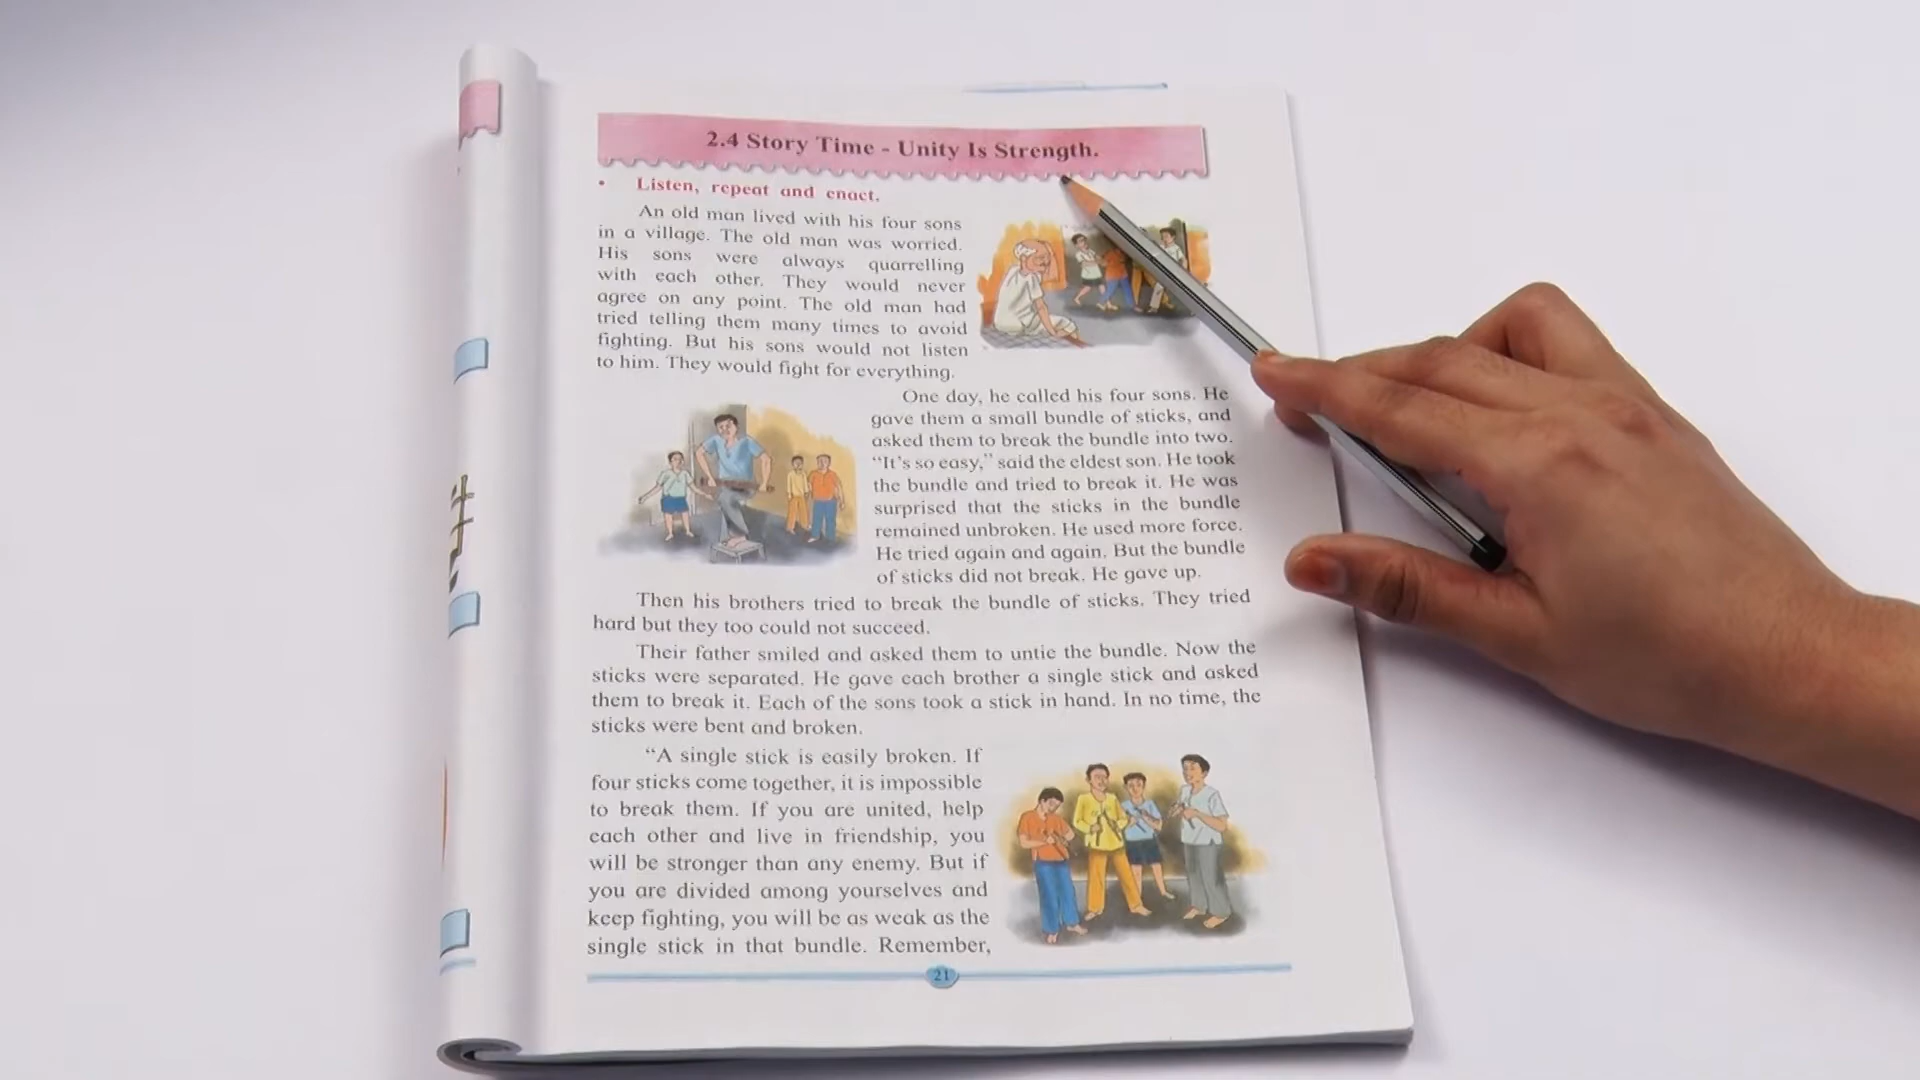 2.4 Story Time - Unity Is Strength.
• Listen, repeat and enact.
An old man lived with his four sons
in a village. The old man was worried.
His sons were always quarrelling
with each other. They would never
agree on any point. The old man had
tried telling them many times to avoid
fighting. But his sons would not listen
to him. They would fight for everything.
One day, he called his four sons. He
gave them a small bundle of sticks, and
asked them to break the bundle into two.
“It’s so easy,” said the eldest son. He took
the bundle and tried to break it. He was
surprised that the sticks in the bundle
remained unbroken. He used more force.
He tried again and again. But the bundle
of sticks did not break. He gave up.
Then his brothers tried to break the bundle of sticks. They tried
hard but they too could not succeed.
Their father smiled and asked them to untie the bundle. Now the
sticks were separated. He gave each brother a single stick and asked
them to break it. Each of the sons took a stick in hand. In no time, the
sticks were bent and broken.
“A single stick is easily broken. If
four sticks come together, it is impossible
to break them. If you are united, help
each other and live in friendship, you
will be stronger than any enemy. But if
you are divided among yourselves and
keep fighting, you will be as weak as the
single stick in that bundle. Remember,
21